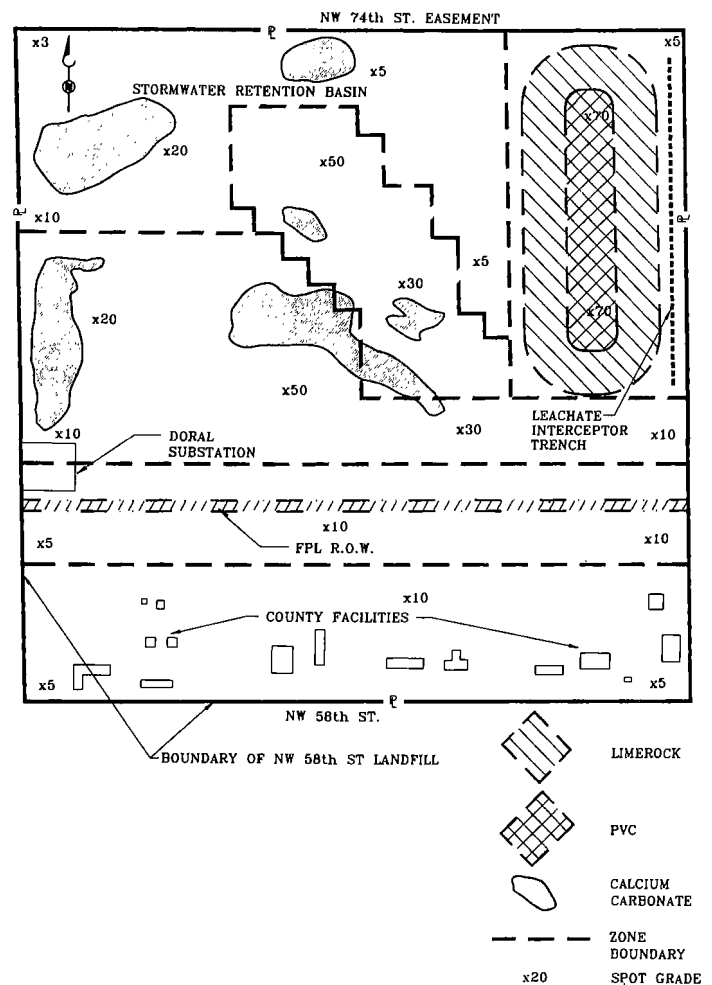 NW 74th ST. EASEMENT
x3
N
x5
x5
STORMWATER RETENTION BASIN
x70
x20
x50
x10
x5
x30
x20
x70
x50
x30
LEACHATE
INTERCEPTOR
TRENCH
x10
DORAL
SUBSTATION
x10
x10
x5
FPL R.O.W.
x10
x10
COUNTY FACILITIES
x5
x5
NW 58th ST.
BOUNDARY OF NW 58th ST LANDFILL
LIMEROCK
PVC
CALCIUM
CARBONATE
ZONE
BOUNDARY
x20 SPOT GRADE